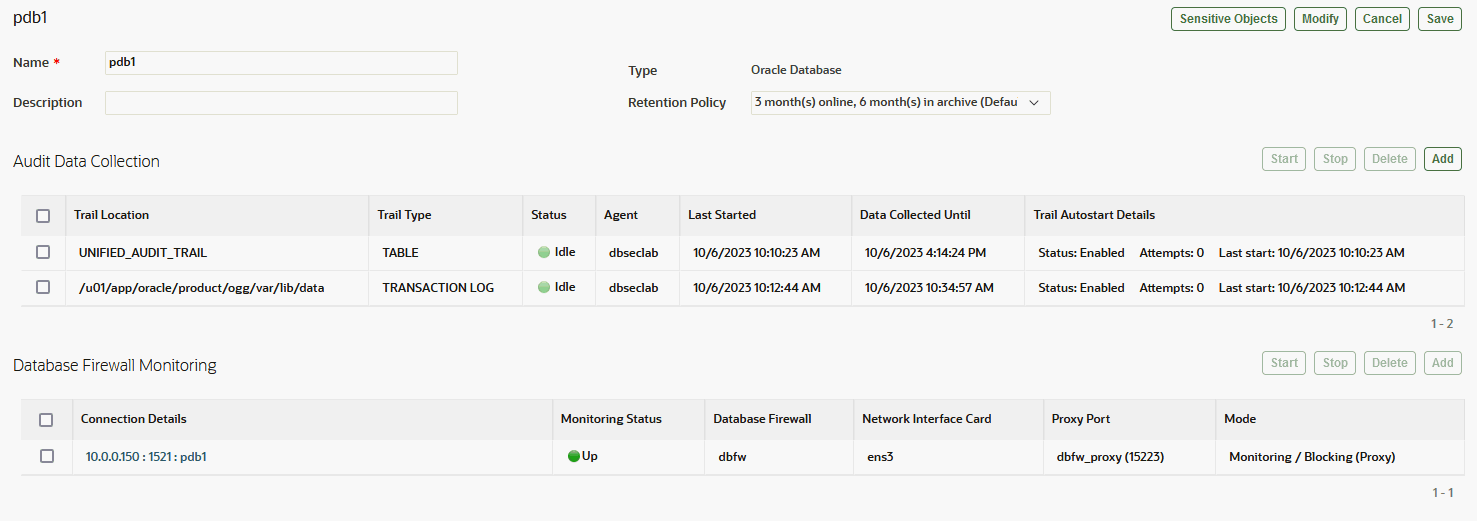 pdb1
Sensitive Objects Modify Cancel Save
Name * pdb1
Type Oracle Database
Description
Retention Policy 3 month(s) online, 6 month(s) in archive (Defau
Audit Data Collection
Start Stop Delete Add
Trail Location Trail Type Status Agent Last Started Data Collected Until Trail Autostart Details
UNIFIED_AUDIT_TRAIL TABLE Idle dbseclab 10/6/2023 10:10:23 AM 10/6/2023 4:14:24 PM Status: Enabled Attempts: 0 Last start: 10/6/2023 10:10:23 AM
/u01/app/oracle/product/ogg/var/lib/data TRANSACTION LOG Idle dbseclab 10/6/2023 10:12:44 AM 10/6/2023 10:34:57 AM Status: Enabled Attempts: 0 Last start: 10/6/2023 10:12:44 AM
1 - 2
Database Firewall Monitoring
Start Stop Delete Add
Connection Details Monitoring Status Database Firewall Network Interface Card Proxy Port Mode
10.0.0.150 : 1521 : pdb1 Up dbfw ens3 dbfw_proxy (15223) Monitoring / Blocking (Proxy)
1 - 1